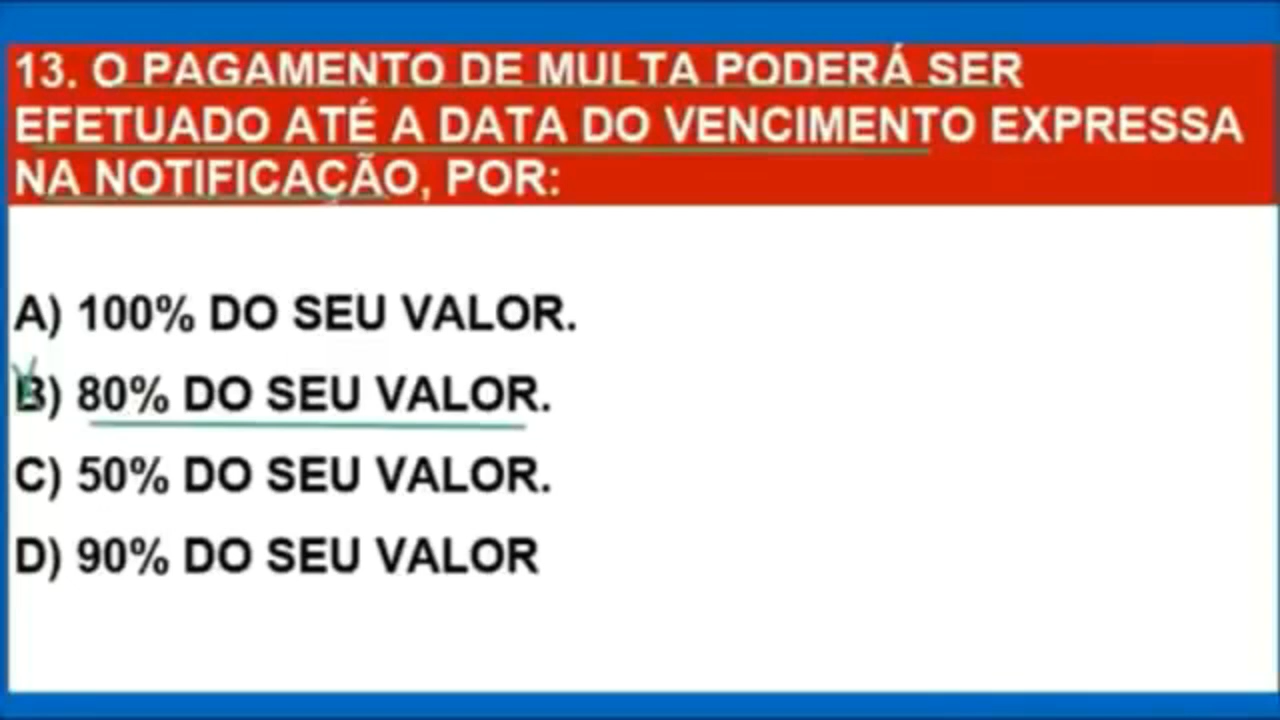 13. O PAGAMENTO DE MULTA PODERÁ SER
EFETUADO ATÉ A DATA DO VENCIMENTO EXPRESSA
NA NOTIFICAÇÃO, POR:
A) 100% DO SEU VALOR.
B) 80% DO SEU VALOR.
C) 50% DO SEU VALOR.
D) 90% DO SEU VALOR